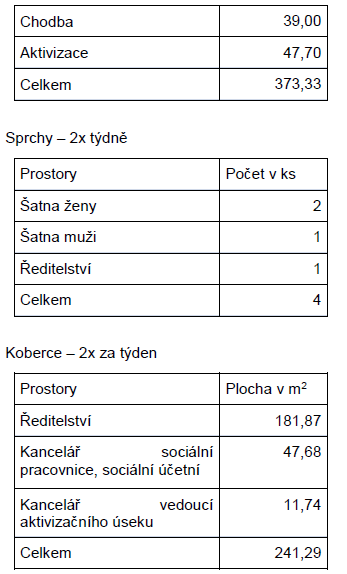 Chodba 39,00
Aktivizace 47,70
Celkem 373,33
Sprchy – 2x týdně
Prostory Počet v ks
Šatna ženy 2
Šatna muži 1
Ředitelství 1
Celkem 4
Koberce – 2x za týden
Prostory Plocha v m²
Ředitelství 181,87
Kancelář sociální 47,68
pracovnice, sociální účetní
Kancelář vedoucí 11,74
aktivizačního úseku
Celkem 241,29